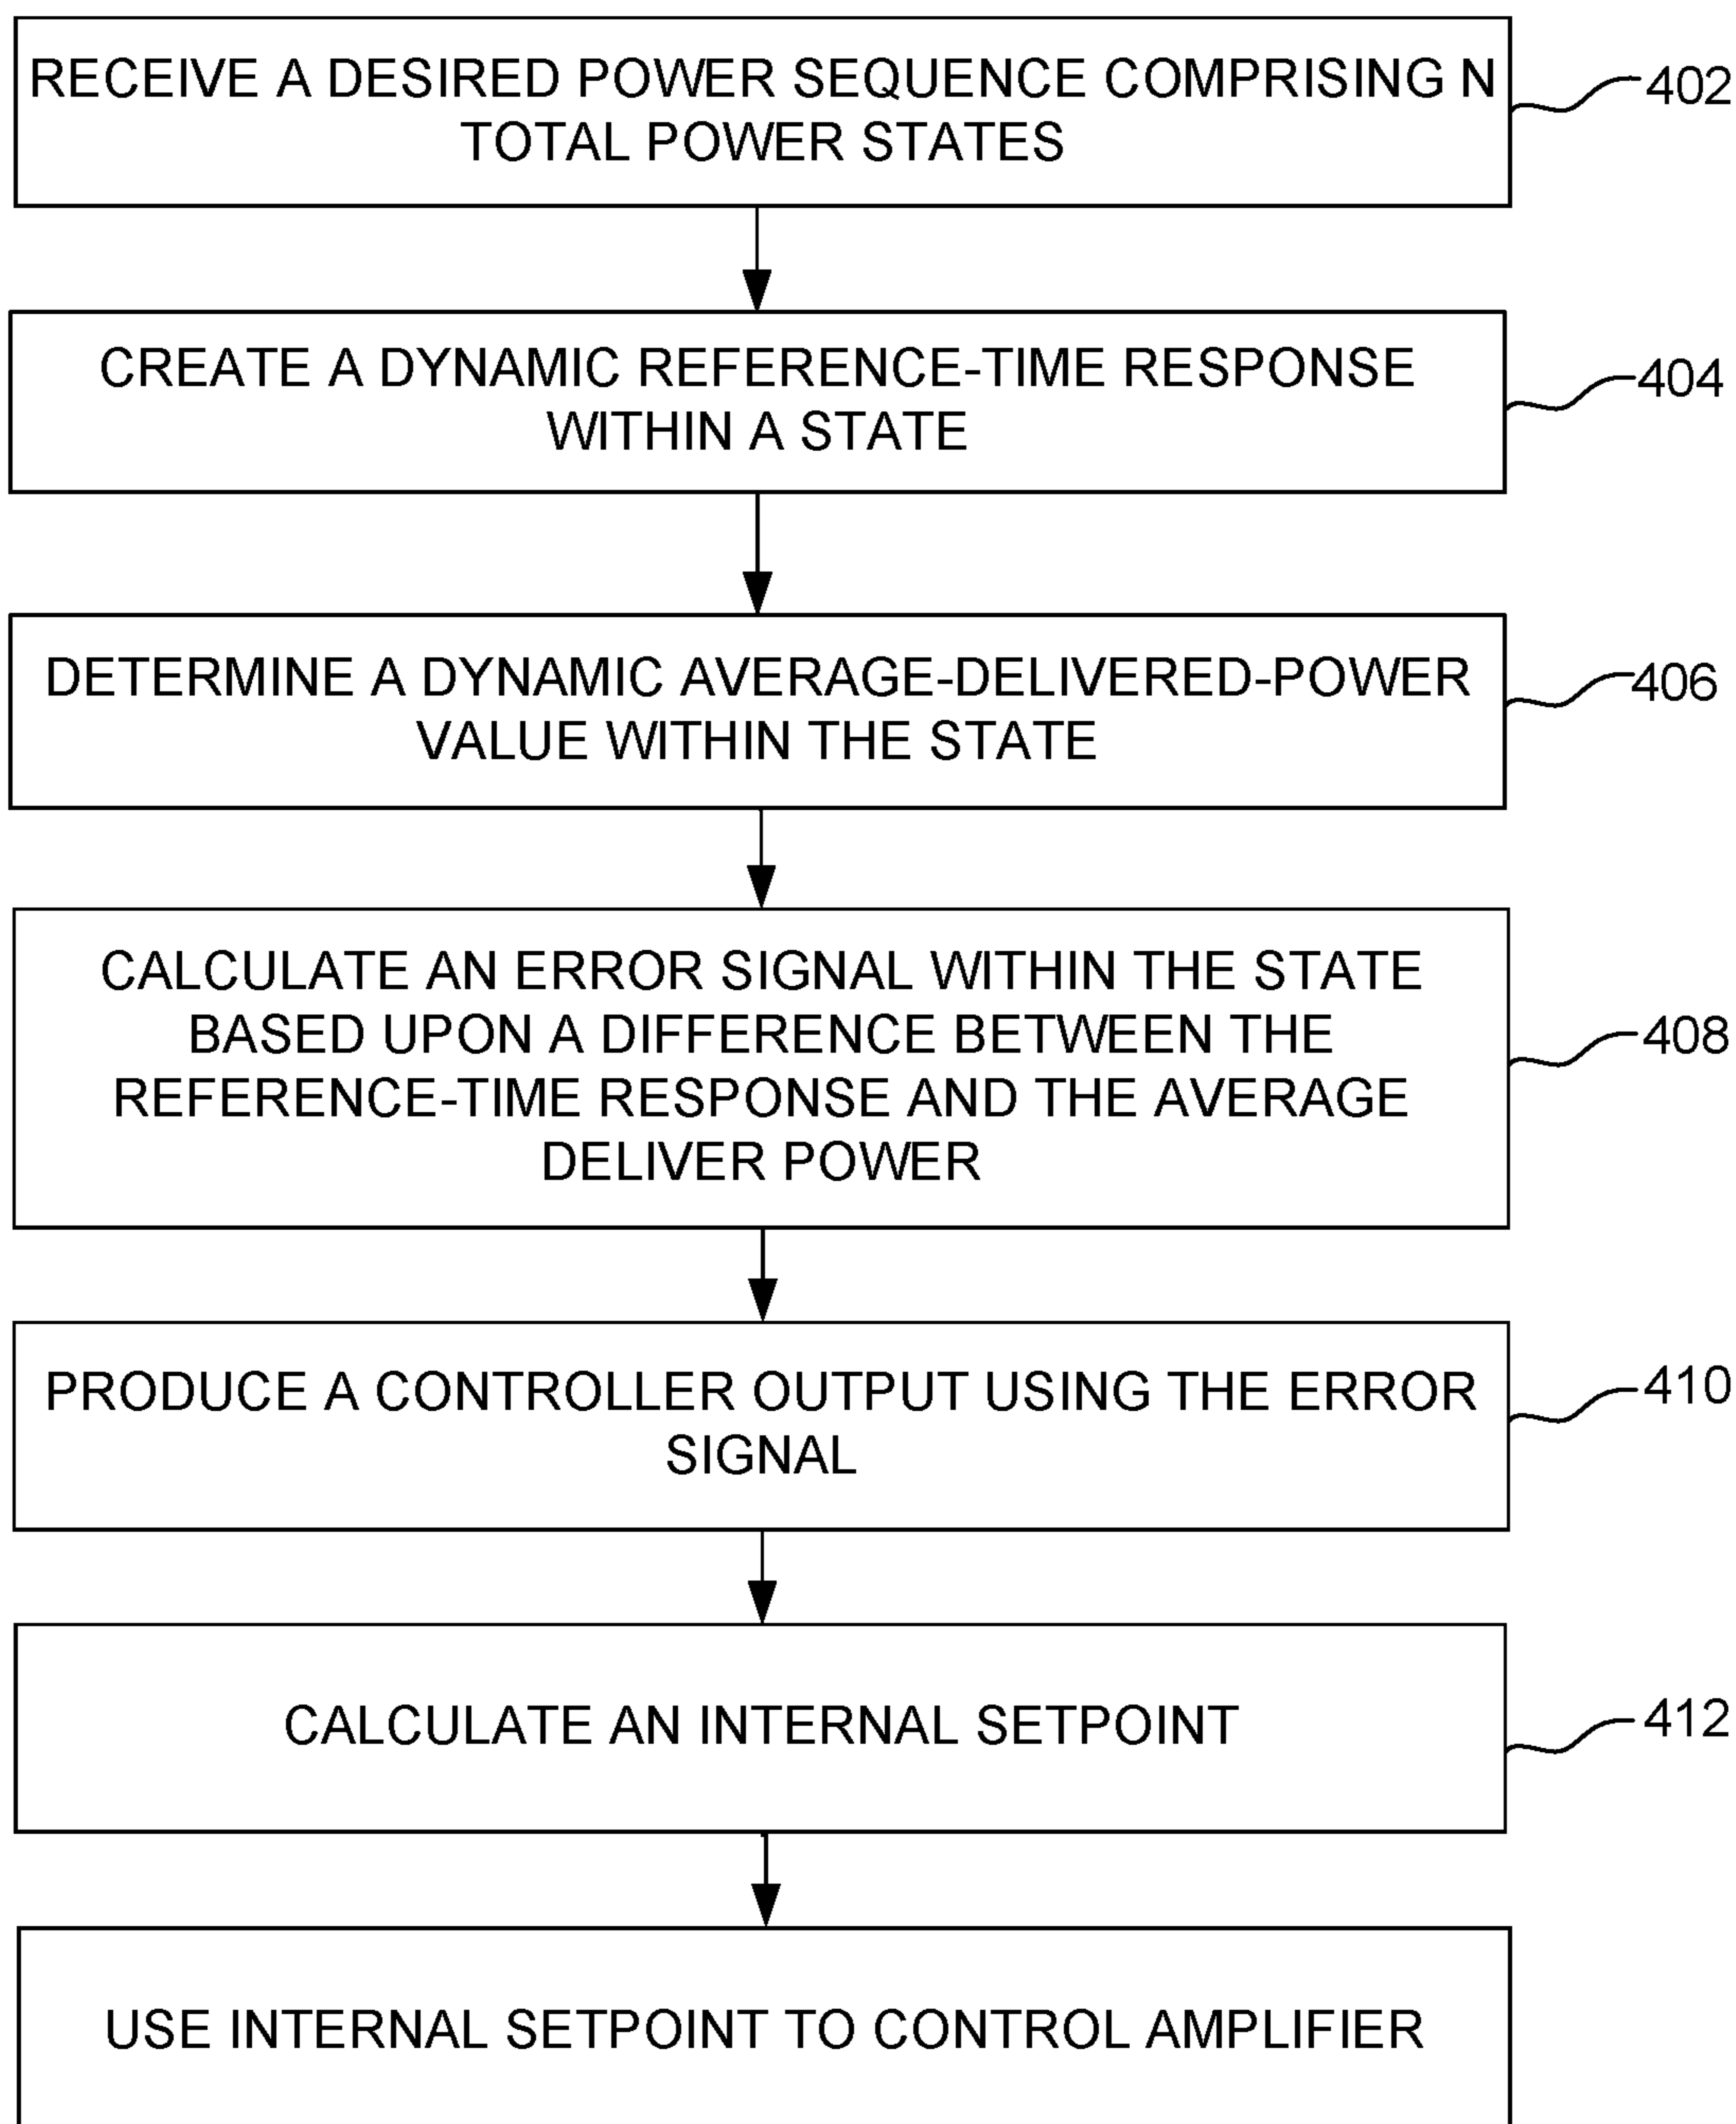 RECEIVE A DESIRED POWER SEQUENCE COMPRISING N
TOTAL POWER STATES
402
CREATE A DYNAMIC REFERENCE-TIME RESPONSE
WITHIN A STATE
404
DETERMINE A DYNAMIC AVERAGE-DELIVERED-POWER
VALUE WITHIN THE STATE
406
CALCULATE AN ERROR SIGNAL WITHIN THE STATE
BASED UPON A DIFFERENCE BETWEEN THE
REFERENCE-TIME RESPONSE AND THE AVERAGE
DELIVER POWER
408
PRODUCE A CONTROLLER OUTPUT USING THE ERROR
SIGNAL
410
CALCULATE AN INTERNAL SETPOINT
412
USE INTERNAL SETPOINT TO CONTROL AMPLIFIER